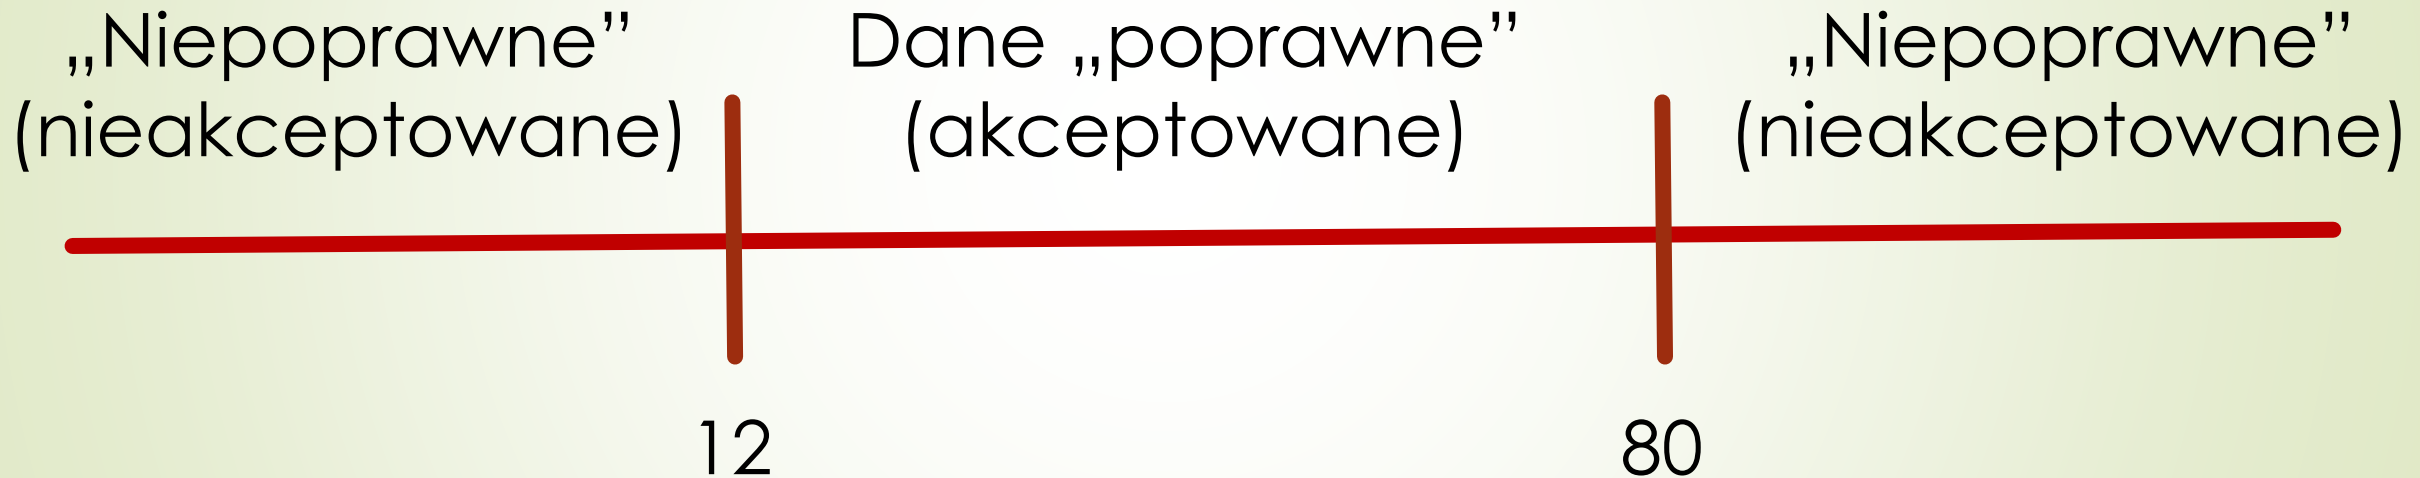 „Niepoprawne”
(nieakceptowane)
Dane „poprawne”
(akceptowane)
„Niepoprawne”
(nieakceptowane)
12
80